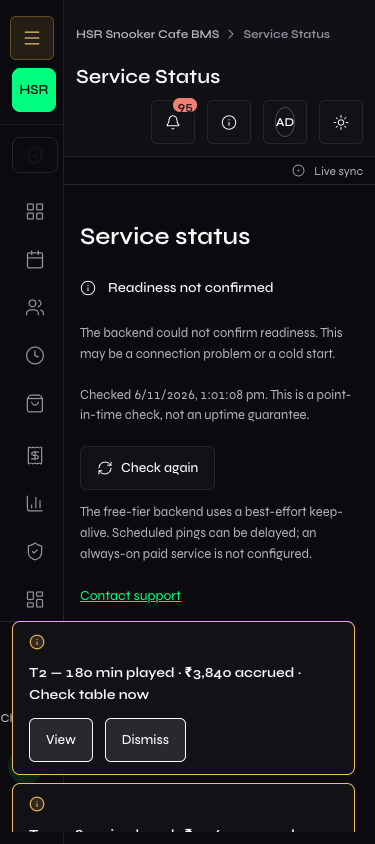 HSR Snooker Cafe BMS > Service Status
HSR
Service Status
95
AD
Live sync
Service status
Readiness not confirmed
The backend could not confirm readiness. This
may be a connection problem or a cold start.
Checked 6/11/2026, 1:01:08 pm. This is a point-
in-time check, not an uptime guarantee.
Check again
The free-tier backend uses a best-effort keep-
alive. Scheduled pings can be delayed; an
always-on paid service is not configured.
Contact support
T2 — 180 min played · ₹3,840 accrued ·
Check table now
View
Dismiss